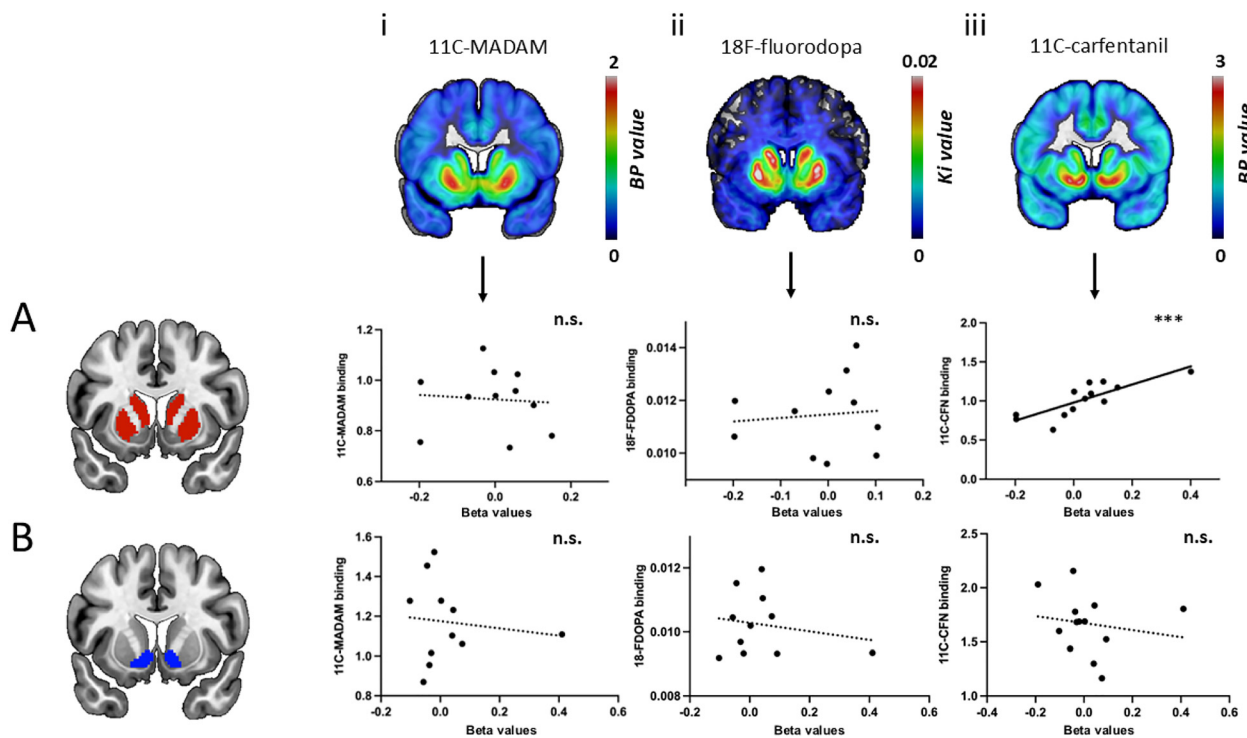 i ii iii
11C-MADAM 18F-fluorodopa 11C-carfentanil
2 0.02 3
BP value Ki value BP value
0 0 0
A
n.s. n.s. ***
11C-MADAM binding
1.2
1.0
0.8
0.6
-0.2 0.0 0.2
Beta values
18F-FDOPA binding
0.014
0.012
0.010
-0.2 -0.1 0.0 0.1 0.2
Beta values
11C-CFN binding
2.0
1.5
1.0
0.5
0.0
-0.2 0.0 0.2 0.4
Beta values
B
n.s. n.s. n.s.
11C-MADAM binding
1.6
1.4
1.2
1.0
0.8
-0.2 0.0 0.2 0.4 0.6
Beta values
18-FDOPA binding
0.012
0.010
0.008
-0.2 0.0 0.2 0.4 0.6
Beta values
11C-CFN binding
2.5
2.0
1.5
1.0
-0.4 -0.2 0.0 0.2 0.4 0.6
Beta values